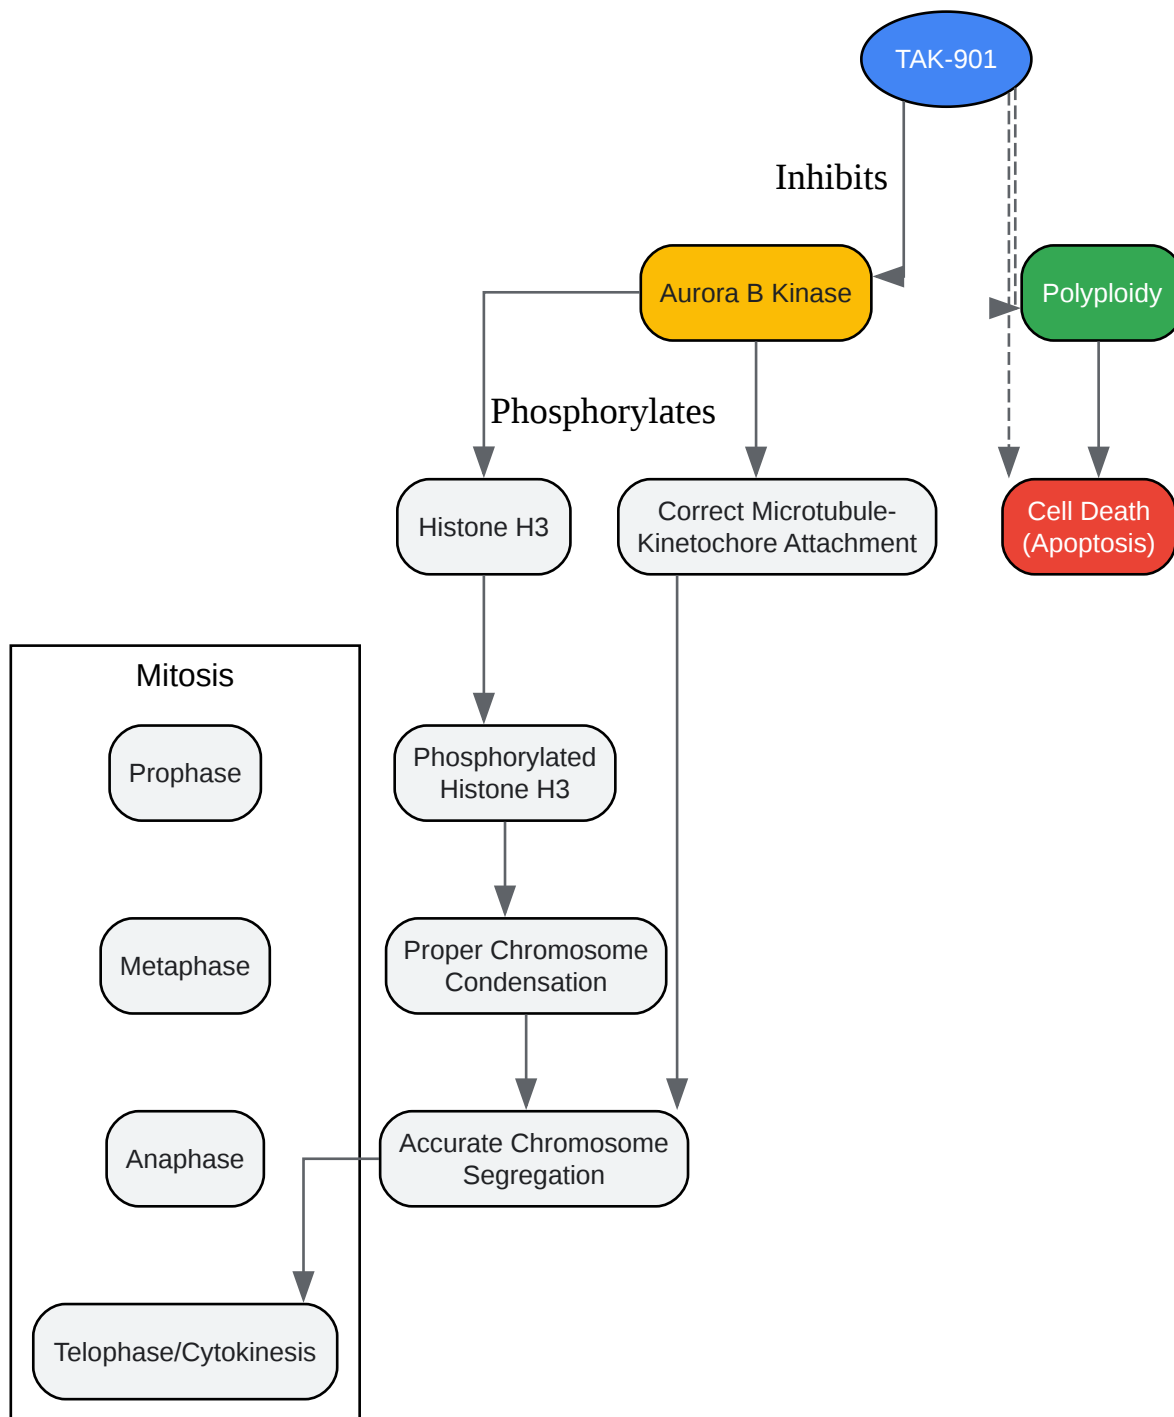 TAK-901
Inhibits
Aurora B Kinase
Polyploidy
Phosphorylates
Histone H3
Correct Microtubule-
Kinetochore Attachment
Cell Death
(Apoptosis)
Mitosis
Prophase
Phosphorylated
Histone H3
Metaphase
Proper Chromosome
Condensation
Anaphase
Accurate Chromosome
Segregation
Telophase/Cytokinesis